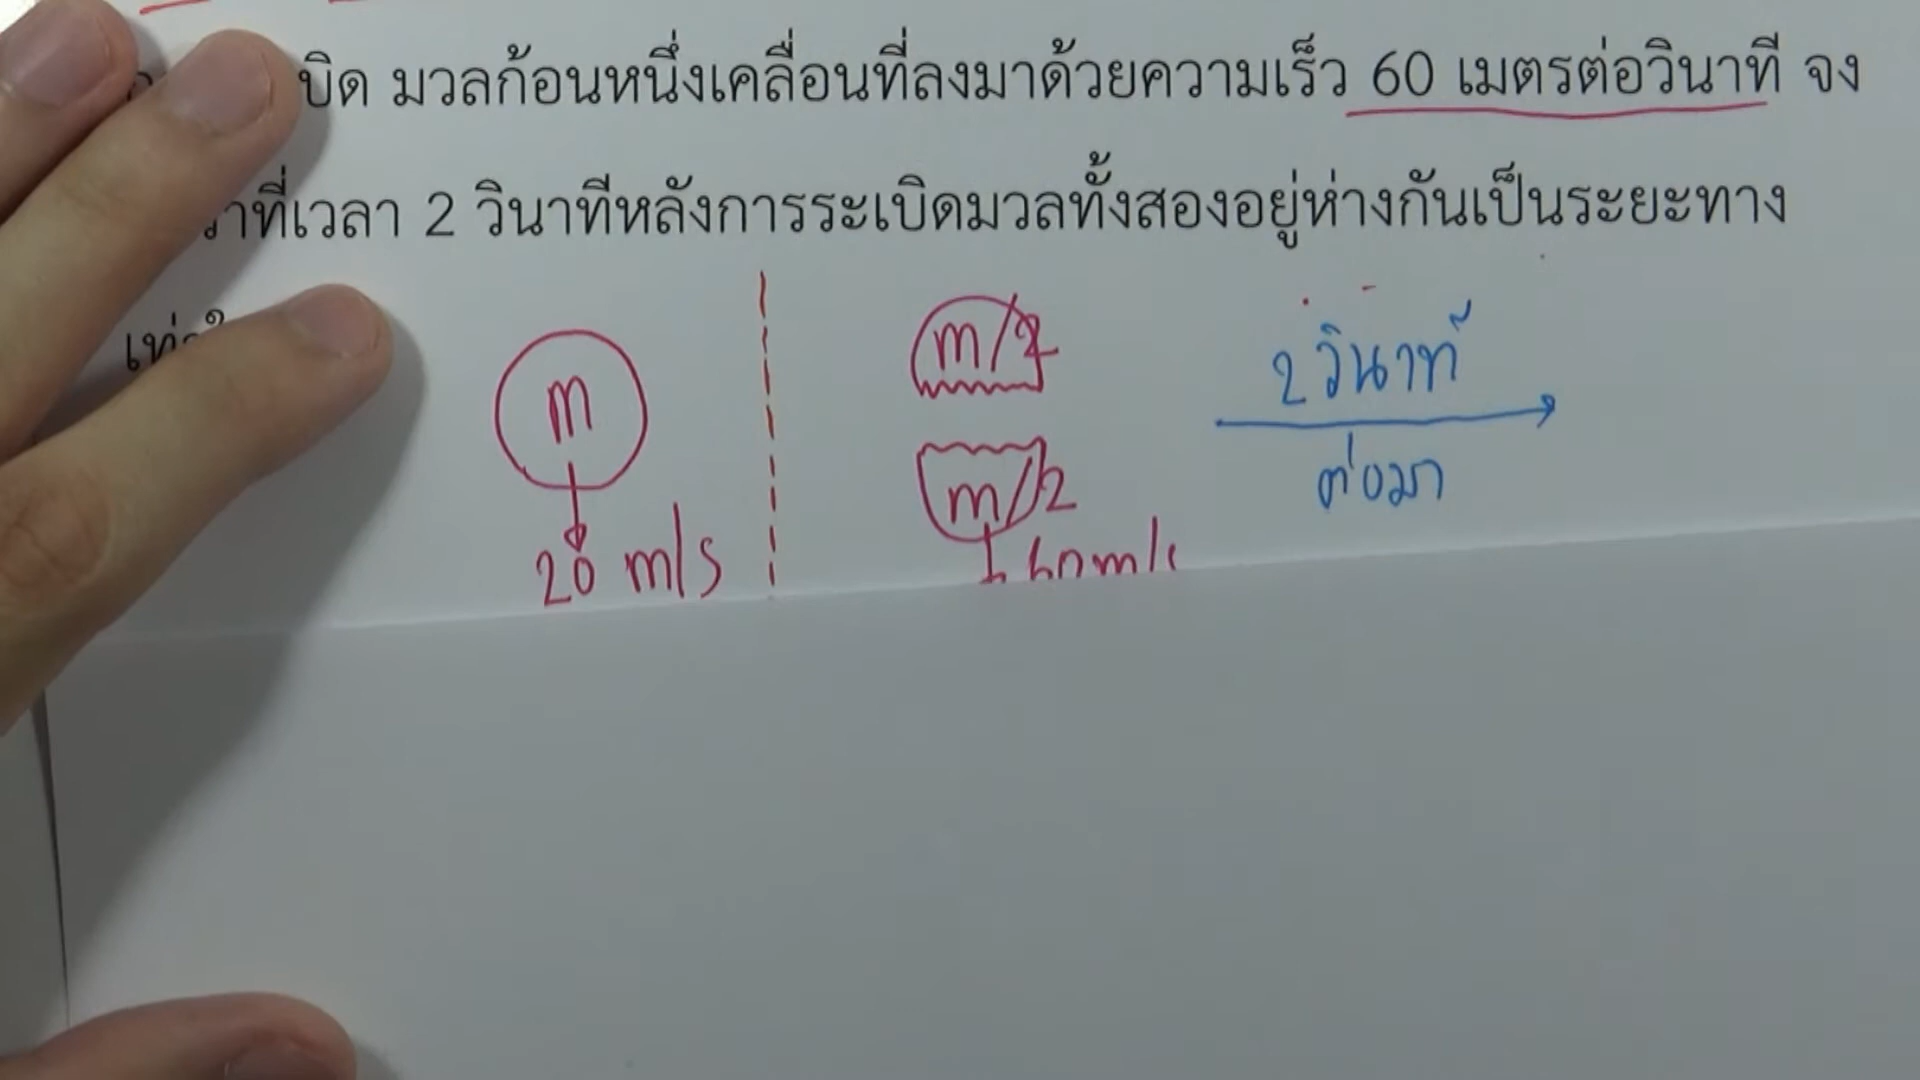 บิด มวลก้อนหนึ่งเคลื่อนที่ลงมาด้วยความเร็ว 60 เมตรต่อวินาที จง
าที่เวลา 2 วินาทีหลังการระเบิดมวลทั้งสองอยู่ห่างกันเป็นระยะทาง
m
20 m/s
m/2
m/2
60 m/s
2 วินาที
ต่อมา